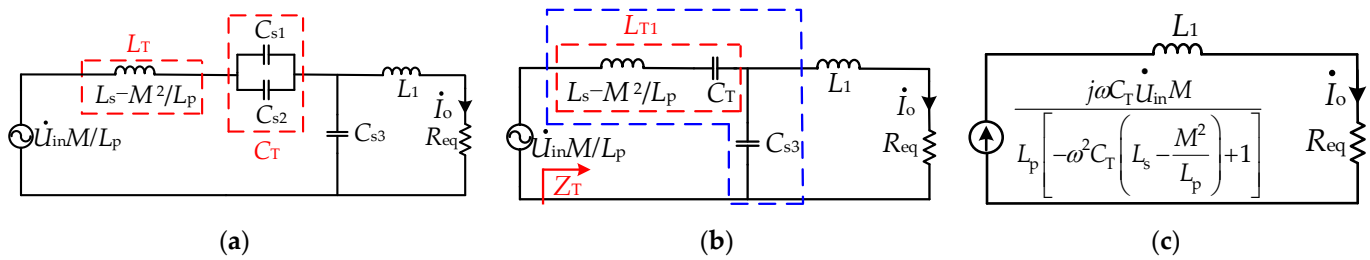 L_T
C_s1
L_s−M²/L_p
C_s2
C_T
L_1
İ_o
U̇_inM/L_p
C_s3
R_eq
(a)
L_T1
L_s−M²/L_p
C_T
L_1
İ_o
U̇_inM/L_p
C_s3
R_eq
Z_T
(b)
L_1
İ_o
jωC_TU̇_inM
L_p[−ω²C_T(L_s−M²/L_p)+1]
R_eq
(c)